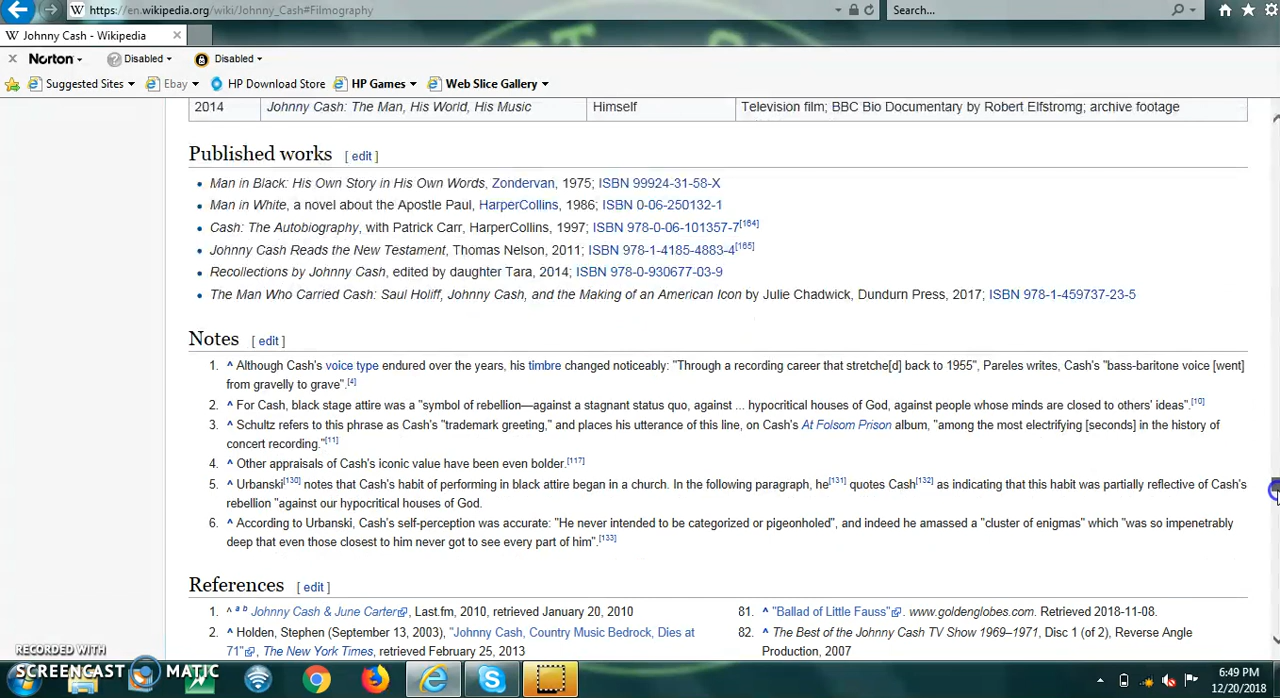 https://en.wikipedia.org/wiki/Johnny_Cash#Filmography
Search...
Johnny Cash - Wikipedia
Norton
Disabled
Disabled
Suggested Sites
Ebay
HP Download Store
HP Games
Web Slice Gallery
2014 Johnny Cash: The Man, His World, His Music Himself Television film; BBC Bio Documentary by Robert Elfstromg; archive footage
Published works [ edit ]
Man in Black: His Own Story in His Own Words, Zondervan, 1975; ISBN 99924-31-58-X
Man in White, a novel about the Apostle Paul, HarperCollins, 1986; ISBN 0-06-250132-1
Cash: The Autobiography, with Patrick Carr, HarperCollins, 1997; ISBN 978-0-06-101357-7[164]
Johnny Cash Reads the New Testament, Thomas Nelson, 2011; ISBN 978-1-4185-4883-4[165]
Recollections by Johnny Cash, edited by daughter Tara, 2014; ISBN 978-0-930677-03-9
The Man Who Carried Cash: Saul Holiff, Johnny Cash, and the Making of an American Icon by Julie Chadwick, Dundurn Press, 2017; ISBN 978-1-459737-23-5
Notes [ edit ]
1. ^ Although Cash's voice type endured over the years, his timbre changed noticeably: "Through a recording career that stretche[d] back to 1955", Pareles writes, Cash's "bass-baritone voice [went]
from gravelly to grave".[4]
2. ^ For Cash, black stage attire was a "symbol of rebellion—against a stagnant status quo, against ... hypocritical houses of God, against people whose minds are closed to others' ideas".[10]
3. ^ Schultz refers to this phrase as Cash's "trademark greeting," and places his utterance of this line, on Cash's At Folsom Prison album, "among the most electrifying [seconds] in the history of
concert recording."[11]
4. ^ Other appraisals of Cash's iconic value have been even bolder.[117]
5. ^ Urbanski[130] notes that Cash's habit of performing in black attire began in a church. In the following paragraph, he[131] quotes Cash[132] as indicating that this habit was partially reflective of Cash's
rebellion "against our hypocritical houses of God.
6. ^ According to Urbanski, Cash's self-perception was accurate: "He never intended to be categorized or pigeonholed", and indeed he amassed a "cluster of enigmas" which "was so impenetrably
deep that even those closest to him never got to see every part of him".[133]
References [ edit ]
1. ^ a b Johnny Cash & June Carter, Last.fm, 2010, retrieved January 20, 2010
2. ^ Holden, Stephen (September 13, 2003), "Johnny Cash, Country Music Bedrock, Dies at
71", The New York Times, retrieved February 25, 2013
81. ^ "Ballad of Little Fauss". www.goldenglobes.com. Retrieved 2018-11-08.
82. ^ The Best of the Johnny Cash TV Show 1969–1971, Disc 1 (of 2), Reverse Angle
Production, 2007
RECORDED WITH
SCREENCAST MATIC
6:49 PM
12/20/2018